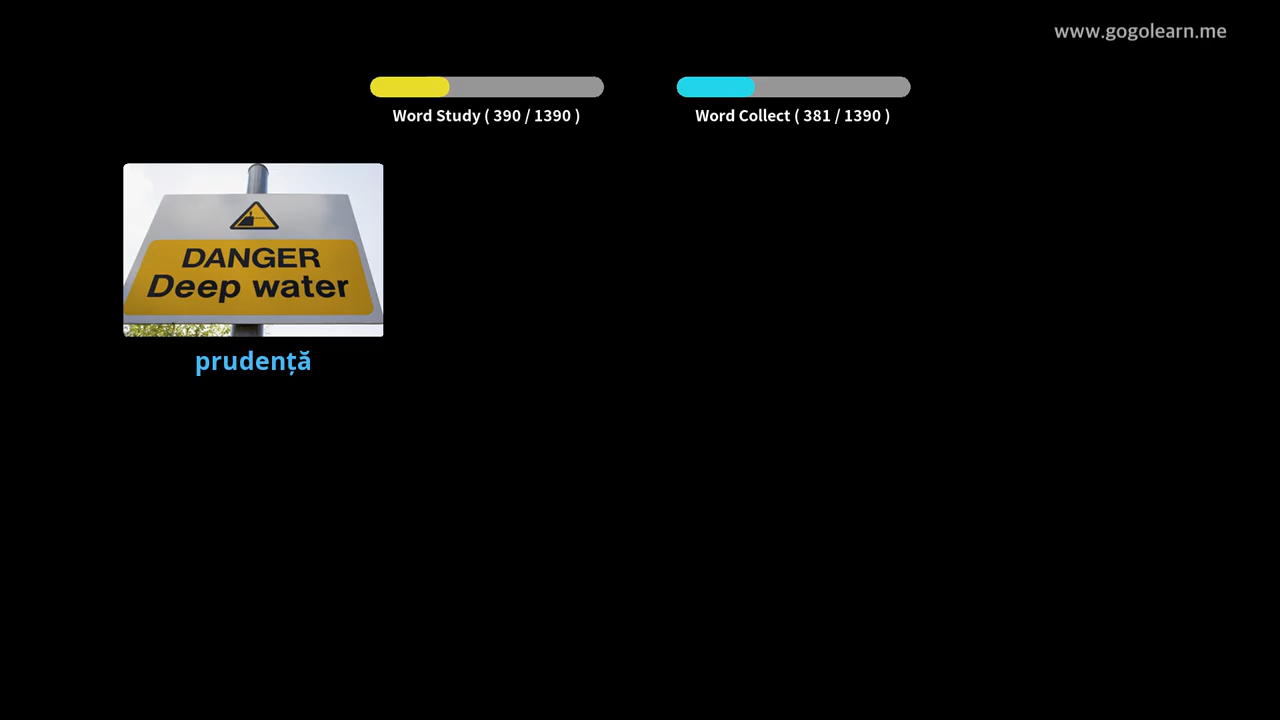 www.gogolearn.me
Word Study ( 390 / 1390 )
Word Collect ( 381 / 1390 )
DANGER
Deep water
prudență